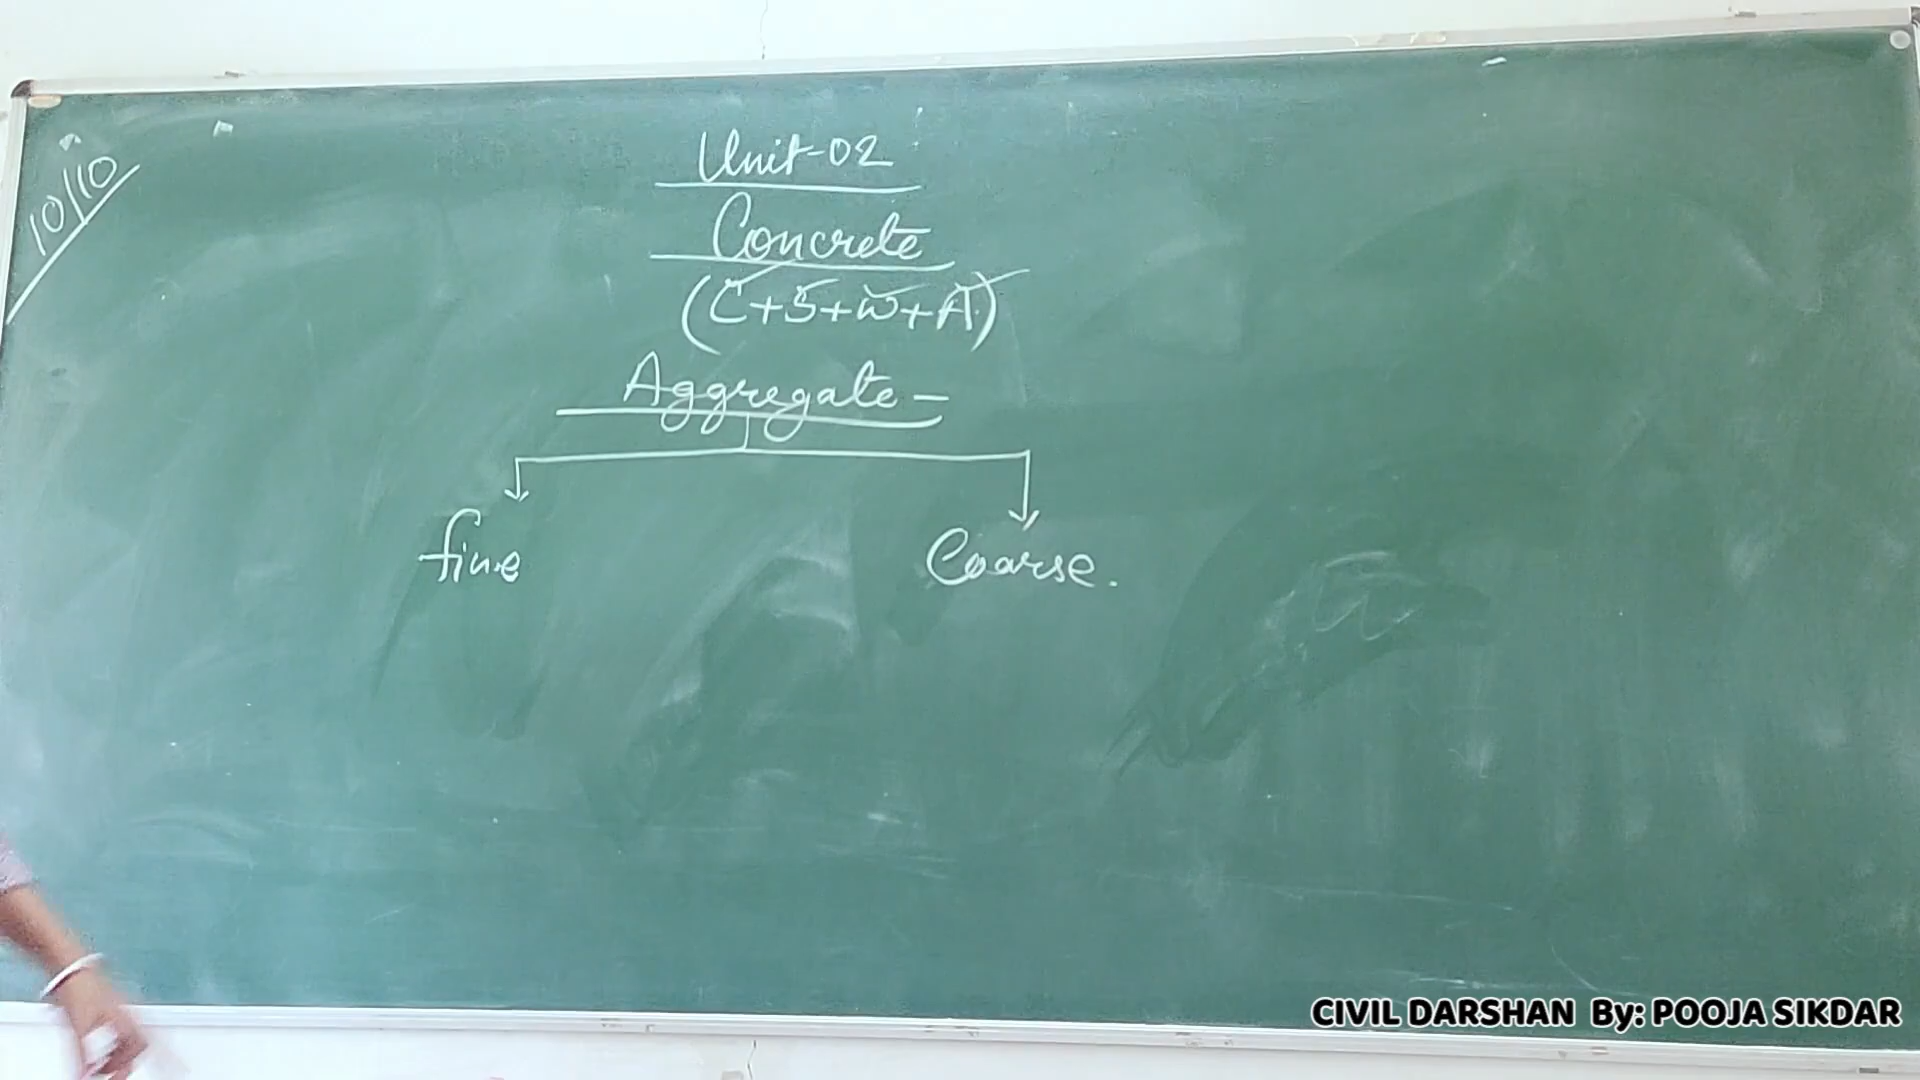 10/10
Unit-02
Concrete
(C+S+W+A)
Aggregate-
fine
Coarse.
CIVIL DARSHAN By: POOJA SIKDAR